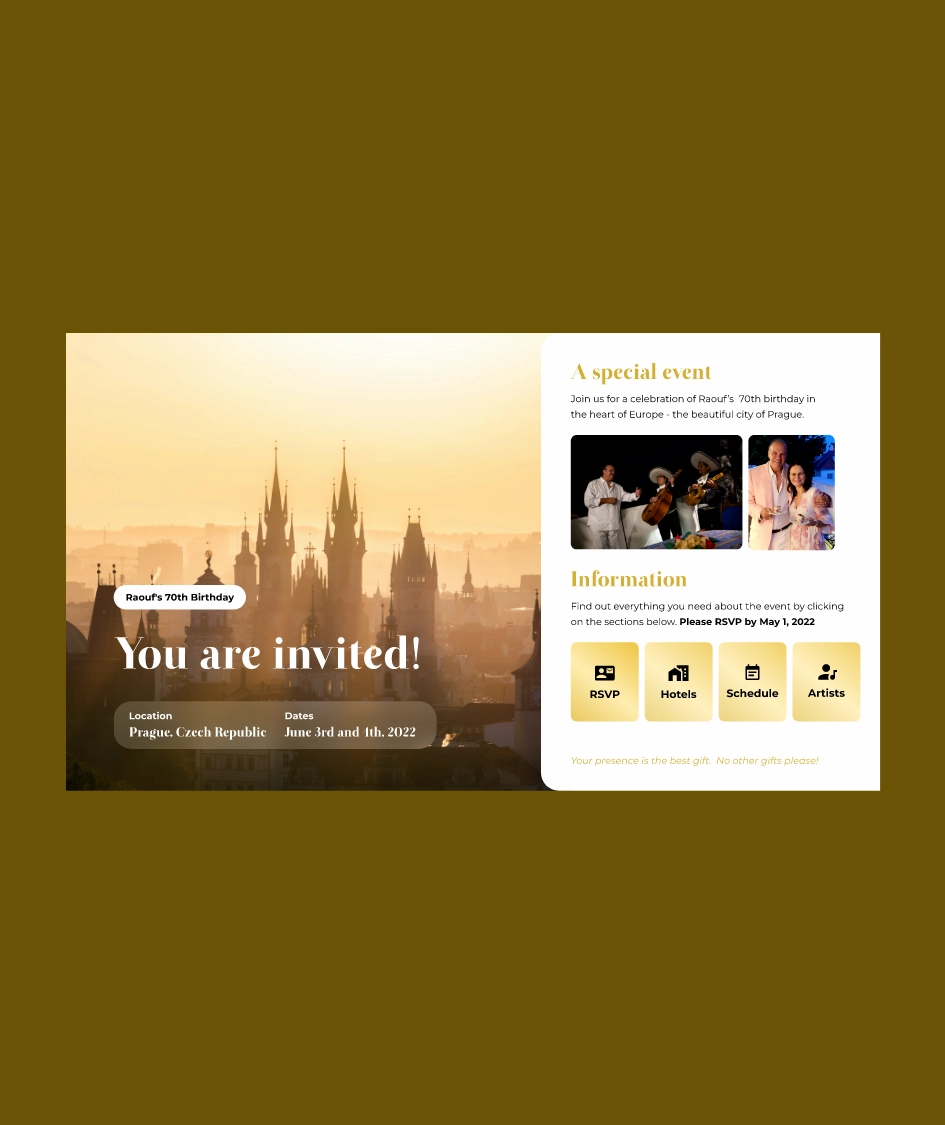 Raouf's 70th Birthday
You are invited!
Location
Prague, Czech Republic
Dates
June 3rd and 4th, 2022
A special event
Join us for a celebration of Raouf's 70th birthday in
the heart of Europe - the beautiful city of Prague.
Information
Find out everything you need about the event by clicking
on the sections below. Please RSVP by May 1, 2022
RSVP
Hotels
Schedule
Artists
Your presence is the best gift. No other gifts please!